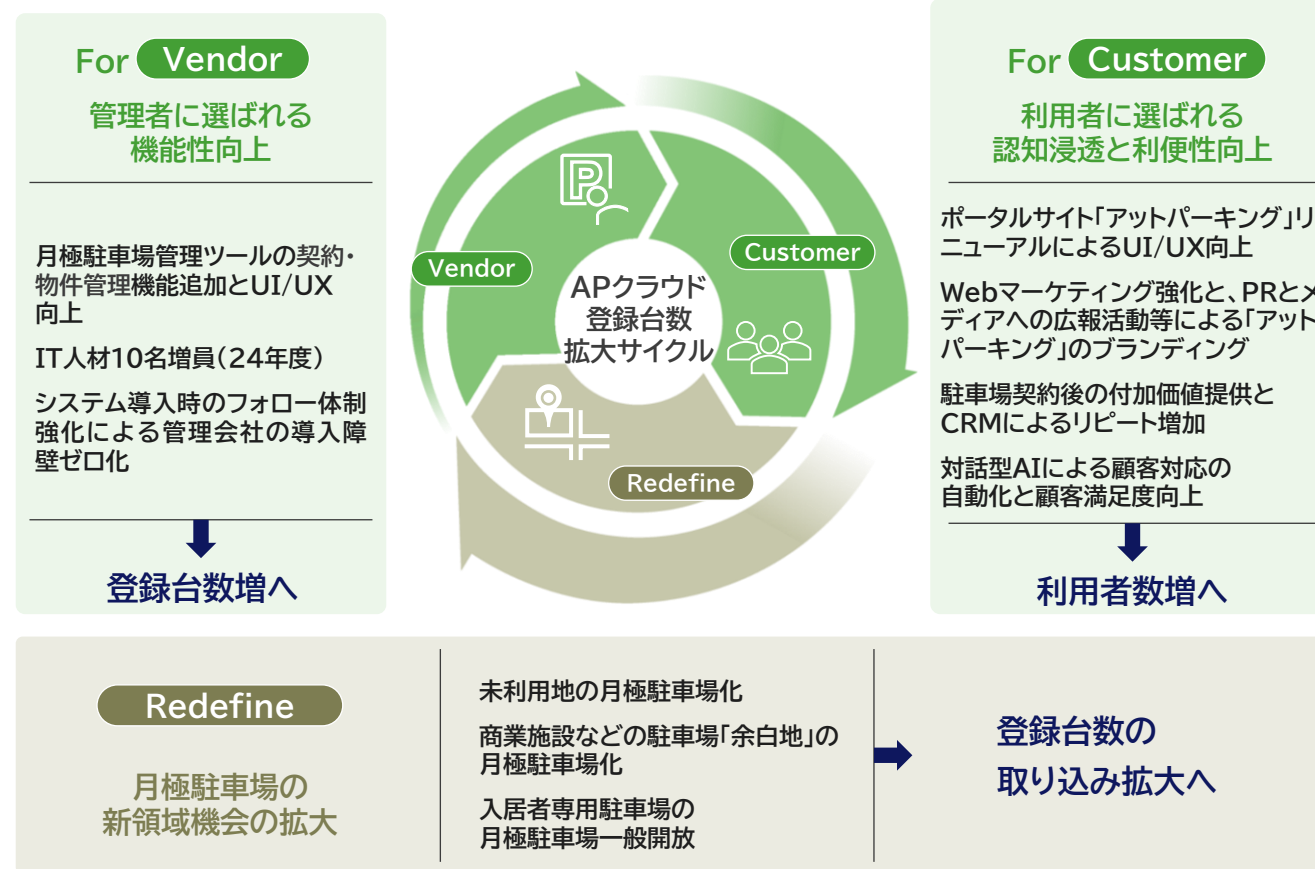 For Vendor
管理者に選ばれる
機能性向上
月極駐車場管理ツールの契約・
物件管理機能追加とUI/UX
向上
IT人材10名増員(24年度)
システム導入時のフォロー体制
強化による管理会社の導入障
壁ゼロ化
登録台数増へ
P
Vendor
Customer
APクラウド
登録台数
拡大サイクル
Redefine
For Customer
利用者に選ばれる
認知浸透と利便性向上
ポータルサイト「アットパーキング」リ
ニューアルによるUI/UX向上
Webマーケティング強化と、PRとメ
ディアへの広報活動等による「アット
パーキング」のブランディング
駐車場契約後の付加価値提供と
CRMによるリピート増加
対話型AIによる顧客対応の
自動化と顧客満足度向上
利用者数増へ
Redefine
月極駐車場の
新領域機会の拡大
未利用地の月極駐車場化
商業施設などの駐車場「余白地」の
月極駐車場化
入居者専用駐車場の
月極駐車場一般開放
登録台数の
取り込み拡大へ